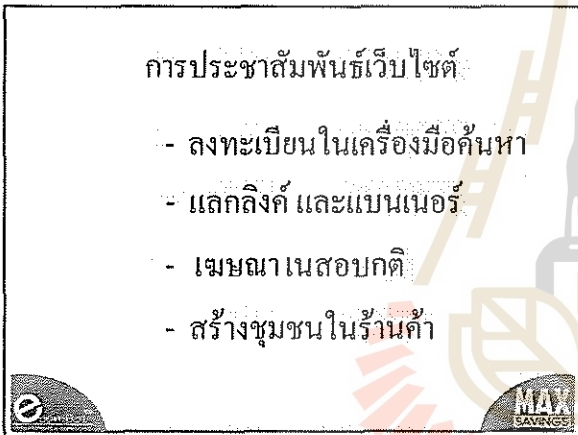 การประชาสัมพันธ์เว็บไซต์
- ลงทะเบียนในเครื่องมือค้นหา
- แลกลิงค์ และแบนเนอร์
- เฆษณาเนสอบกติ
- สร้างชุมชนในร้านค้า
e
MAX
SAVINGS